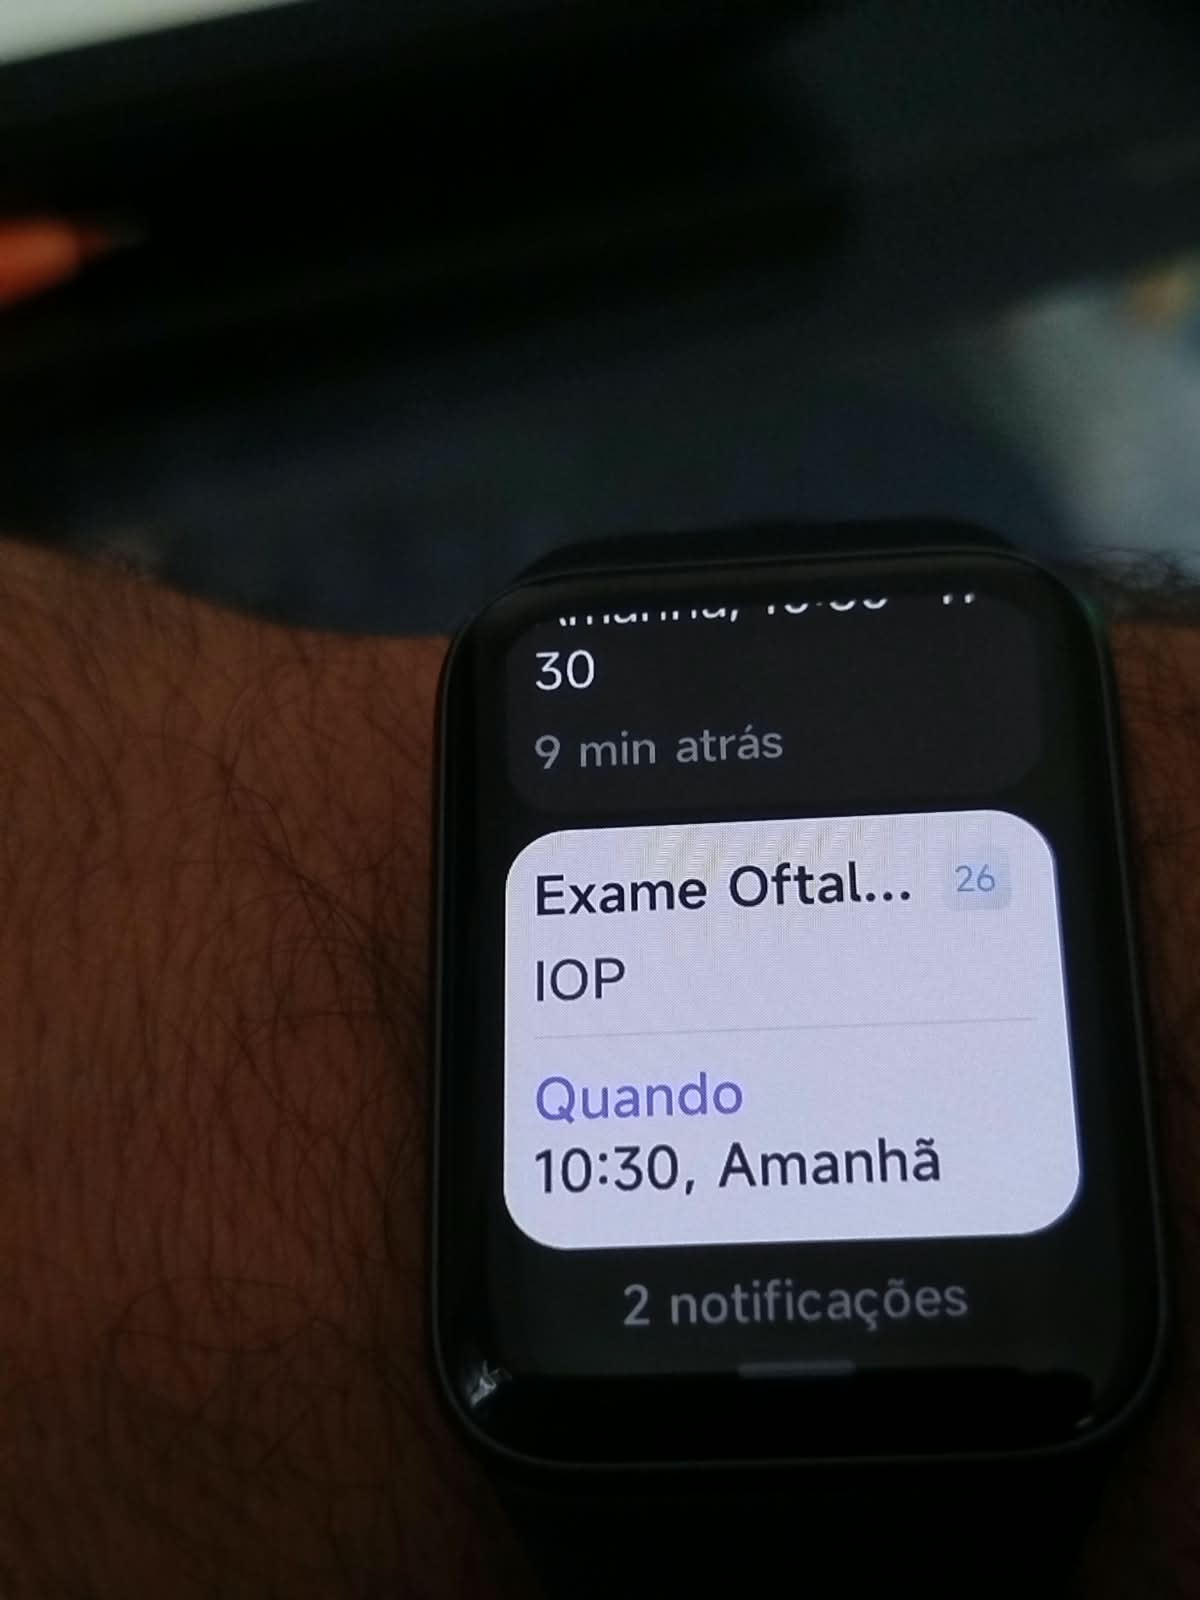 30
9 min atrás
Exame Oftal... 26
IOP
Quando
10:30, Amanhã
2 notificações